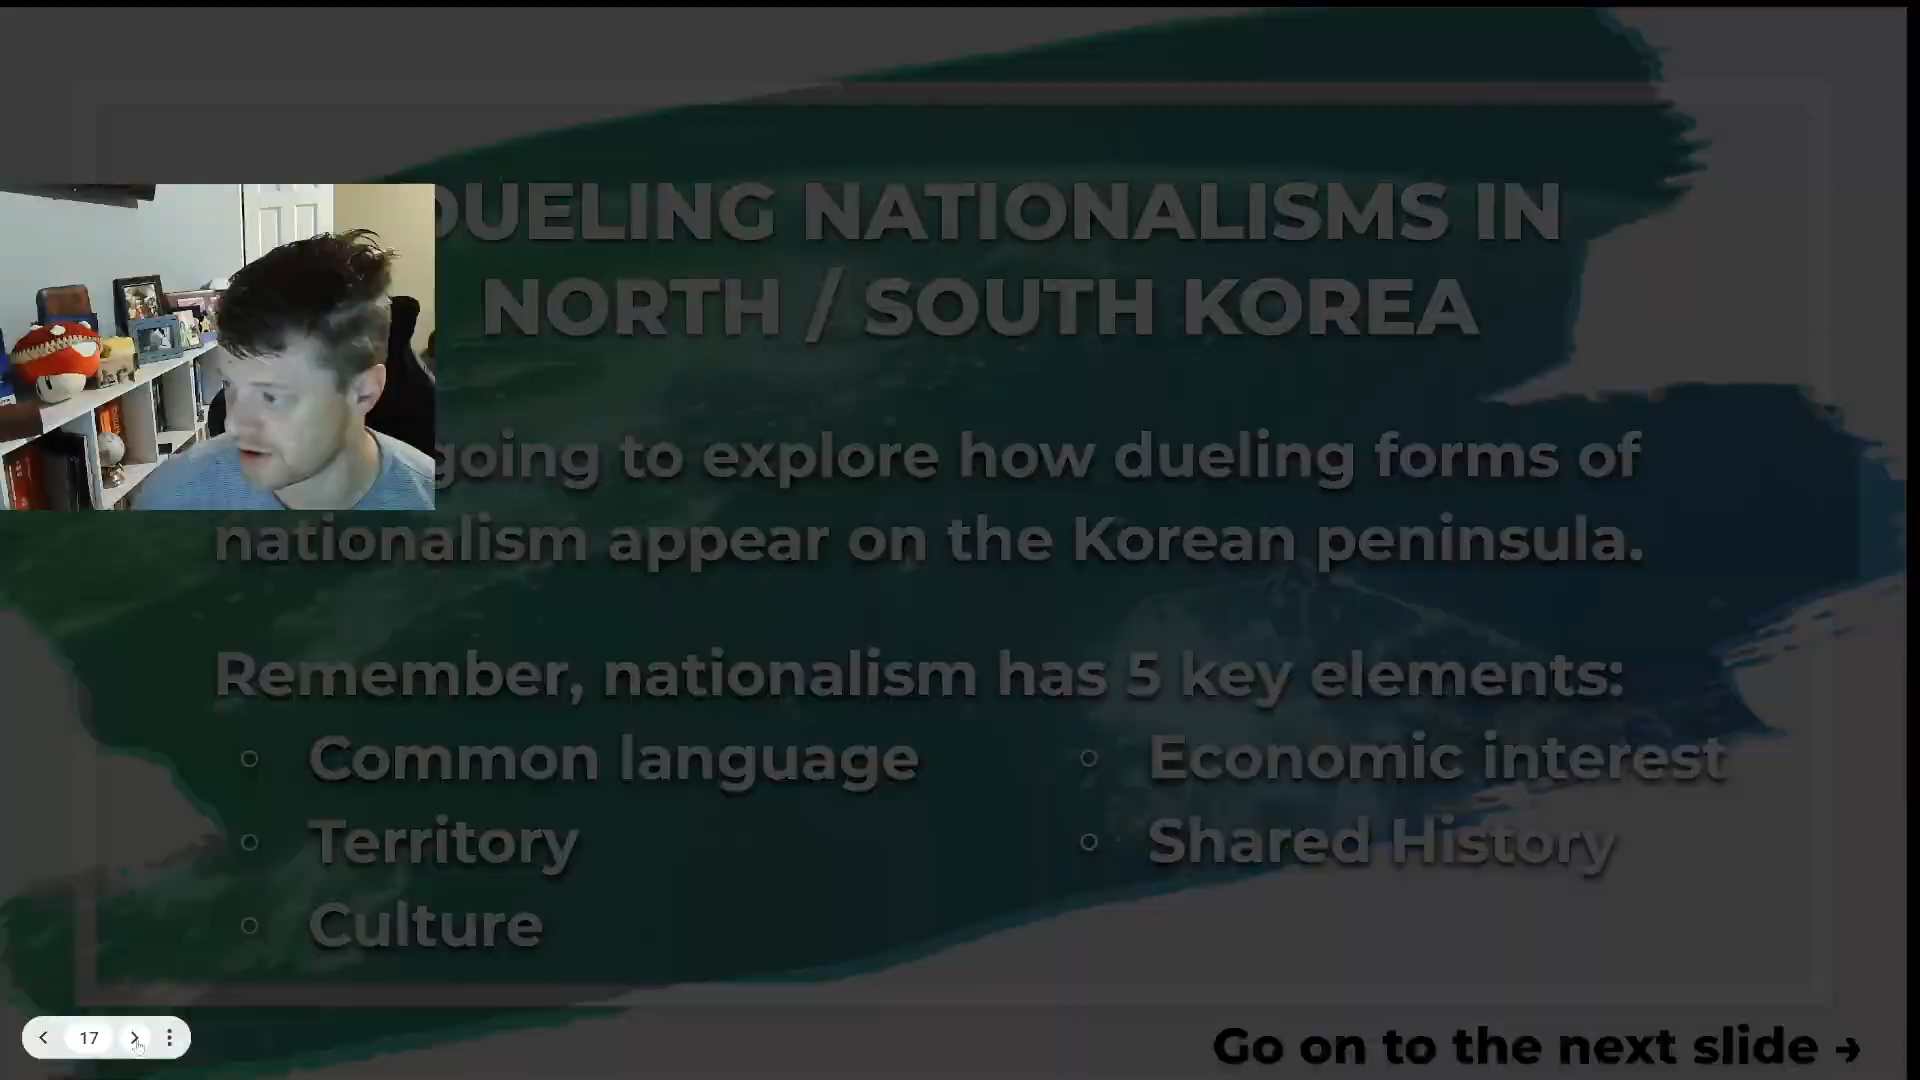 DUELING NATIONALISMS IN
NORTH / SOUTH KOREA
going to explore how dueling forms of
nationalism appear on the Korean peninsula.
Remember, nationalism has 5 key elements:
Common language
Territory
Culture
Economic interest
Shared History
17
Go on to the next slide →